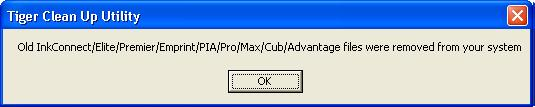 Tiger Clean Up Utility
Old InkConnect/Elite/Premier/Emprint/PIA/Pro/Max/Cub/Advantage files were removed from your system
OK